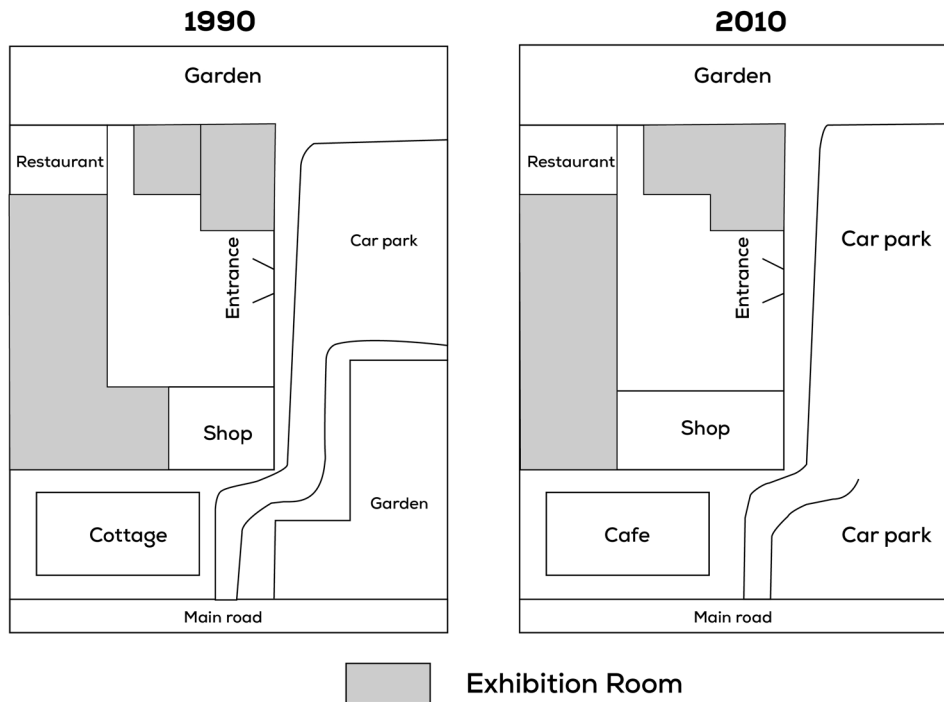 1990
Garden
Restaurant
Car park
Entrance
Shop
Garden
Cottage
Main road
2010
Garden
Restaurant
Car park
Entrance
Shop
Cafe
Car park
Main road
Exhibition Room